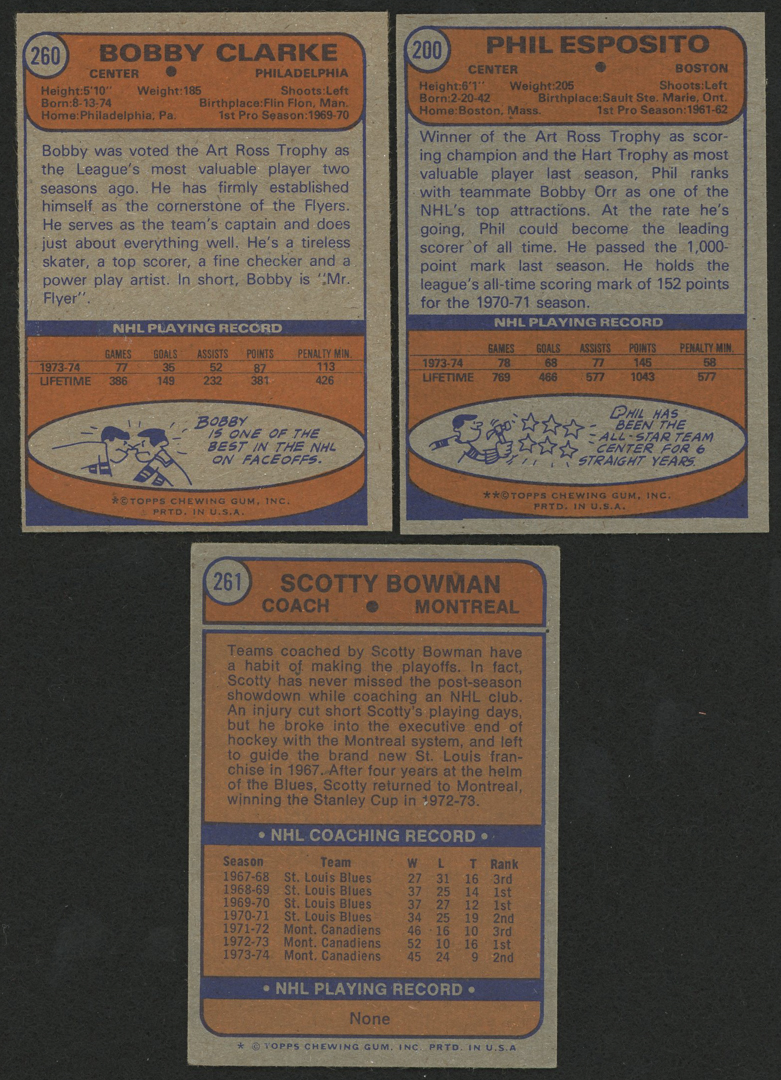 260
BOBBY CLARKE
CENTER ● PHILADELPHIA
Height:5'10" Weight:185 Shoots:Left
Born:8-13-74 Birthplace:Flin Flon, Man.
Home:Philadelphia, Pa. 1st Pro Season:1969-70
Bobby was voted the Art Ross Trophy as
the League's most valuable player two
seasons ago. He has firmly established
himself as the cornerstone of the Flyers.
He serves as the team's captain and does
just about everything well. He's a tireless
skater, a top scorer, a fine checker and a
power play artist. In short, Bobby is "Mr.
Flyer".
NHL PLAYING RECORD
GAMES GOALS ASSISTS POINTS PENALTY MIN.
1973-74 77 35 52 87 113
LIFETIME 386 149 232 381 426
BOBBY
IS ONE OF THE
BEST IN THE NHL
ON FACEOFFS.
*©TOPPS CHEWING GUM, INC.
PRTD. IN U.S.A.
200
PHIL ESPOSITO
CENTER ● BOSTON
Height:6'1" Weight:205 Shoots:Left
Born:2-20-42 Birthplace:Sault Ste. Marie, Ont.
Home:Boston, Mass. 1st Pro Season:1961-62
Winner of the Art Ross Trophy as scor-
ing champion and the Hart Trophy as most
valuable player last season, Phil ranks
with teammate Bobby Orr as one of the
NHL's top attractions. At the rate he's
going, Phil could become the leading
scorer of all time. He passed the 1,000-
point mark last season. He holds the
league's all-time scoring mark of 152 points
for the 1970-71 season.
NHL PLAYING RECORD
GAMES GOALS ASSISTS POINTS PENALTY MIN.
1973-74 78 68 77 145 58
LIFETIME 769 466 577 1043 577
PHIL HAS
BEEN THE
ALL-STAR TEAM
CENTER FOR 6
STRAIGHT YEARS.
**©TOPPS CHEWING GUM, INC.
PRTD. IN U.S.A.
261
SCOTTY BOWMAN
COACH ● MONTREAL
Teams coached by Scotty Bowman have
a habit of making the playoffs. In fact,
Scotty has never missed the post-season
showdown while coaching an NHL club.
An injury cut short Scotty's playing days,
but he broke into the executive end of
hockey with the Montreal system, and left
to guide the brand new St. Louis fran-
chise in 1967. After four years at the helm
of the Blues, Scotty returned to Montreal,
winning the Stanley Cup in 1972-73.
• NHL COACHING RECORD •
Season Team W L T Rank
1967-68 St. Louis Blues 27 31 16 3rd
1968-69 St. Louis Blues 37 25 14 1st
1969-70 St. Louis Blues 37 27 12 1st
1970-71 St. Louis Blues 34 25 19 2nd
1971-72 Mont. Canadiens 46 16 10 3rd
1972-73 Mont. Canadiens 52 10 16 1st
1973-74 Mont. Canadiens 45 24 9 2nd
• NHL PLAYING RECORD •
None
* © TOPPS CHEWING GUM, INC. PRTD. IN U.S.A